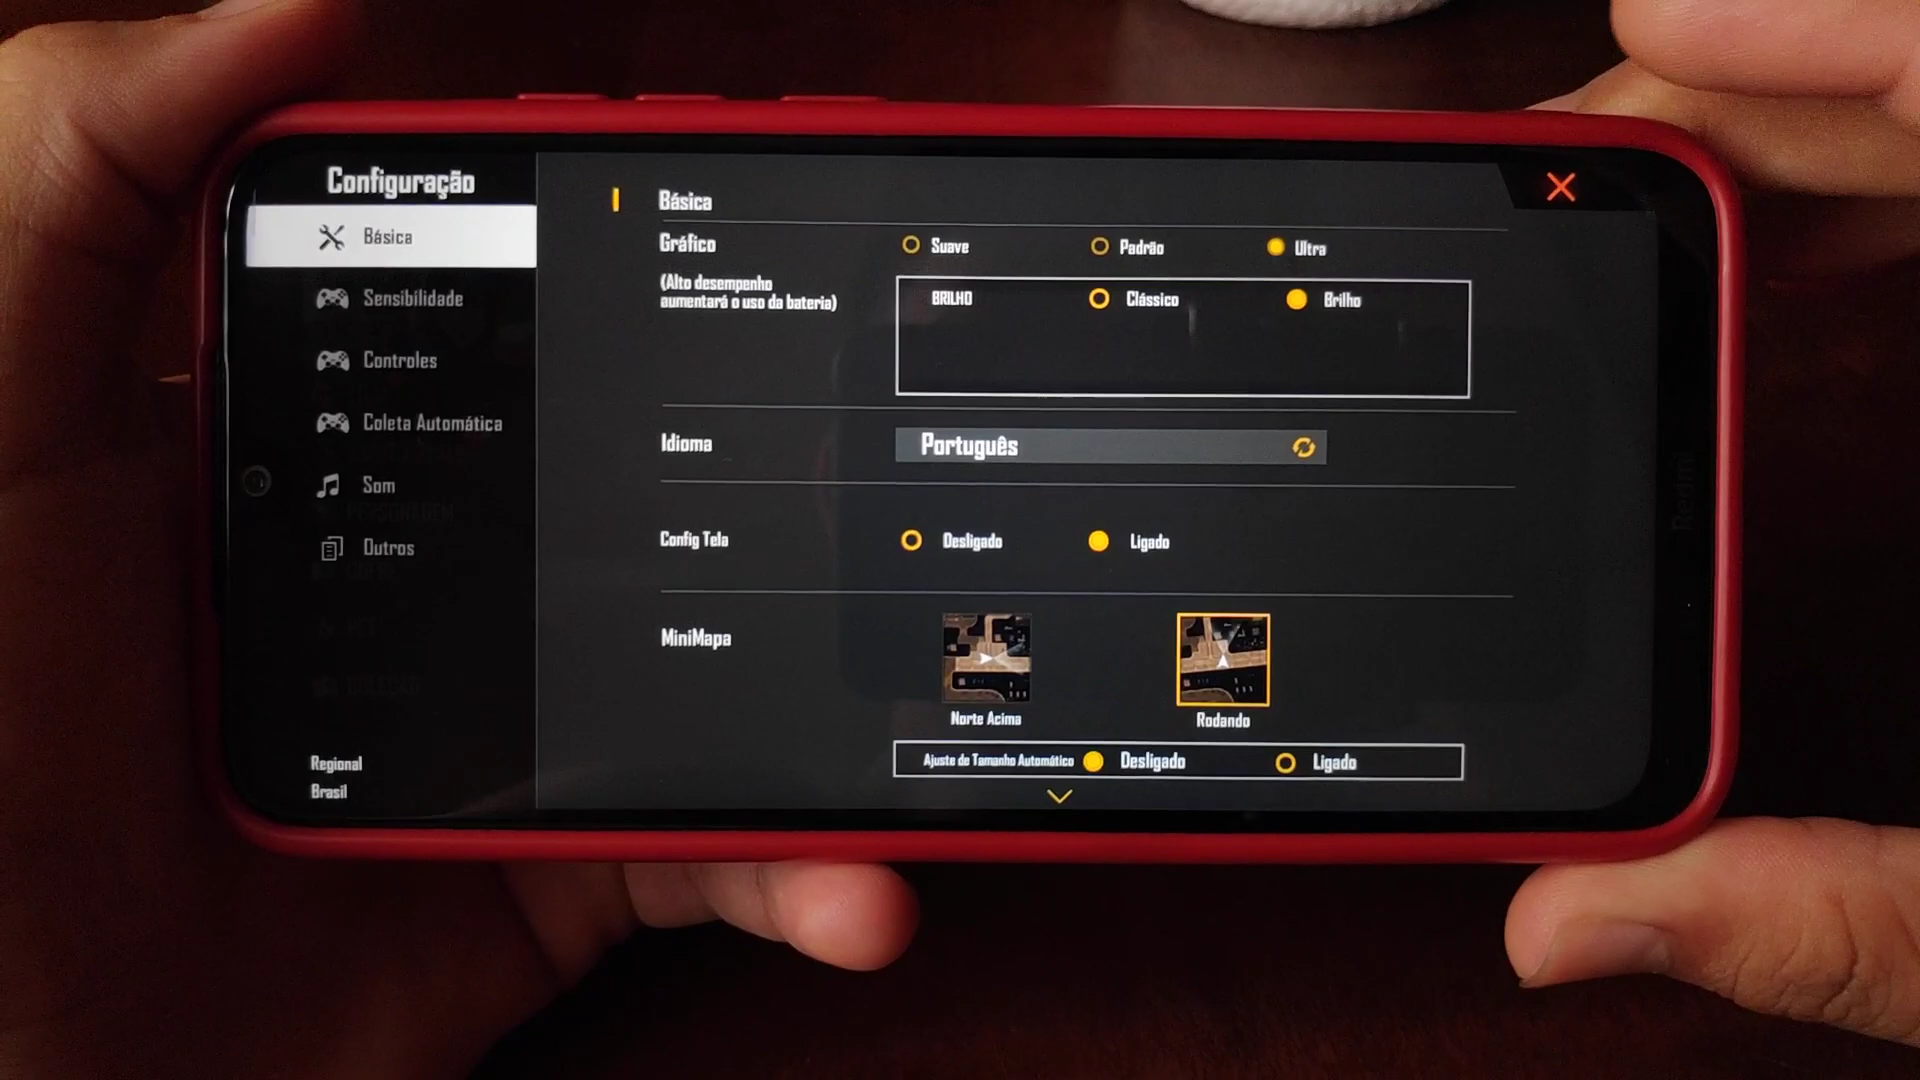 Configuração
Básica
Sensibilidade
Controles
Coleta Automática
Som
Outros
Regional
Brasil
Básica
Gráfico
Suave
Padrão
Ultra
(Alto desempenho
aumentará o uso da bateria)
BRILHO
Clássico
Brilho
Idioma
Português
Config Tela
Desligado
Ligado
MiniMapa
Norte Acima
Rodando
Ajuste de Tamanho Automático
Desligado
Ligado
Redmi